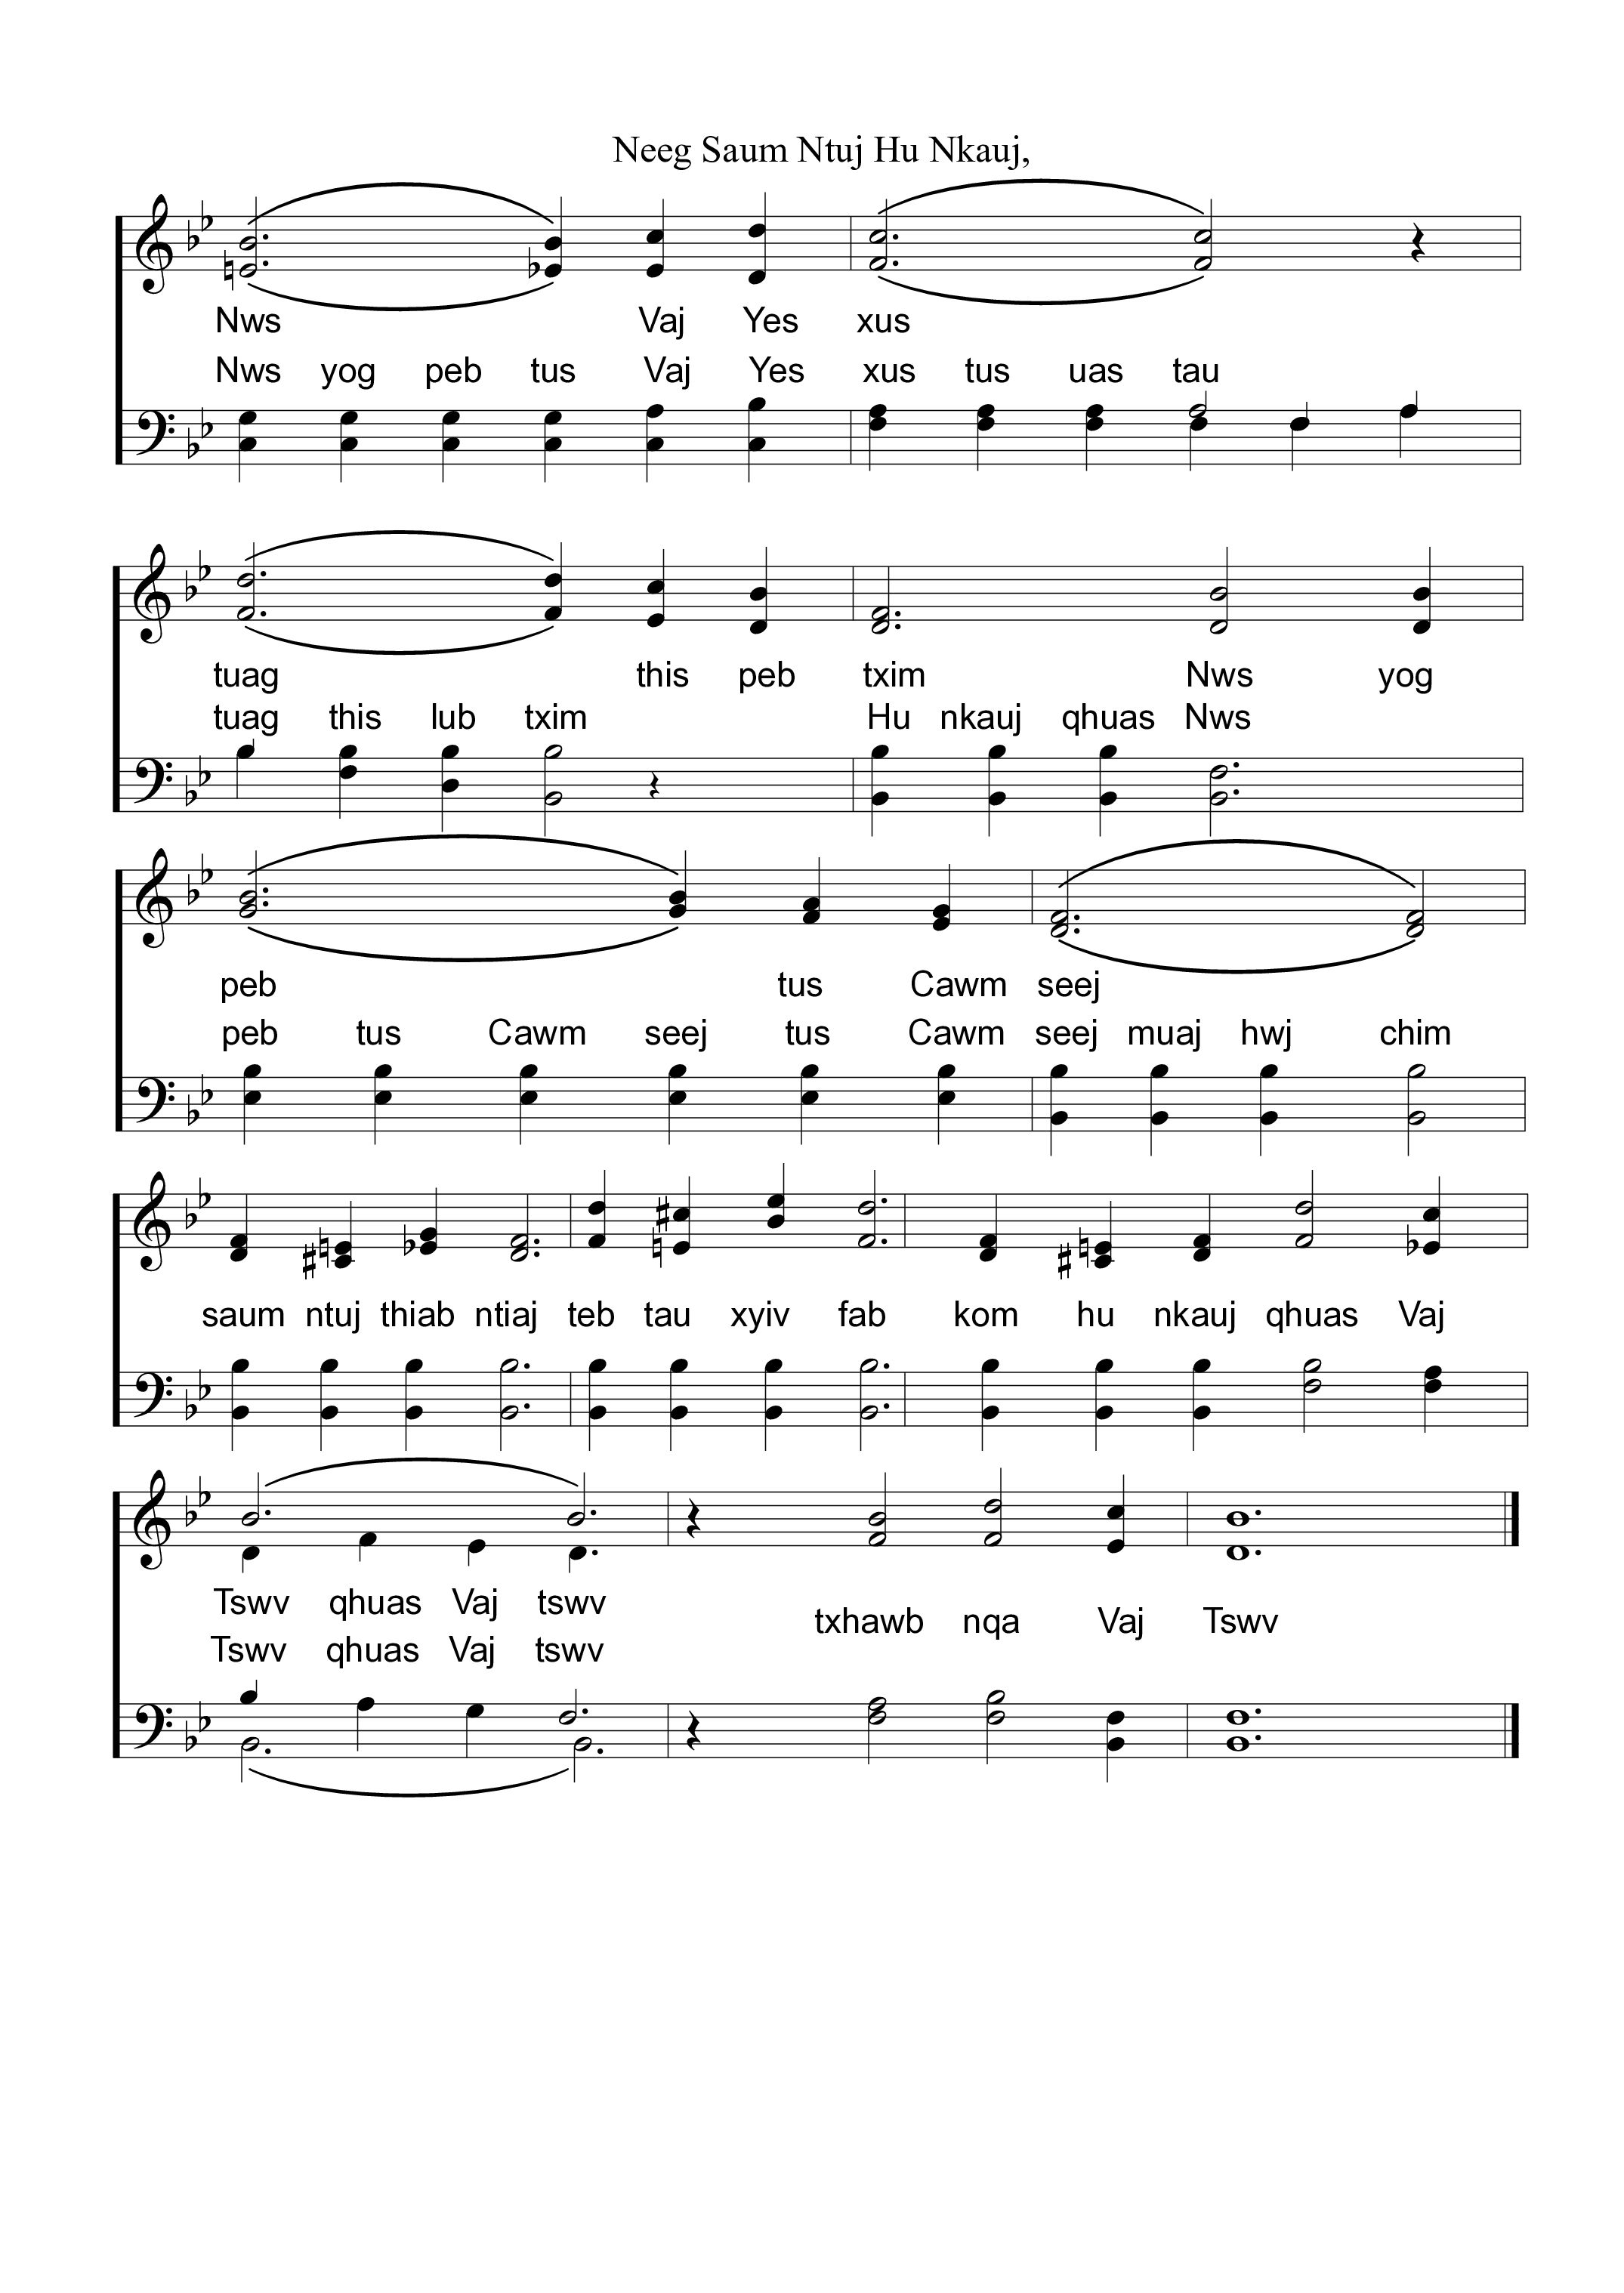 Neeg Saum Ntuj Hu Nkauj,
Nws Vaj Yes xus
Nws yog peb tus Vaj Yes xus tus uas tau
tuag this peb txim Nws yog
tuag this lub txim Hu nkauj qhuas Nws
peb tus Cawm seej
peb tus Cawm seej tus Cawm seej muaj hwj chim
saum ntuj thiab ntiaj teb tau xyiv fab kom hu nkauj qhuas Vaj
Tswv qhuas Vaj tswv
txhawb nqa Vaj Tswv
Tswv qhuas Vaj tswv